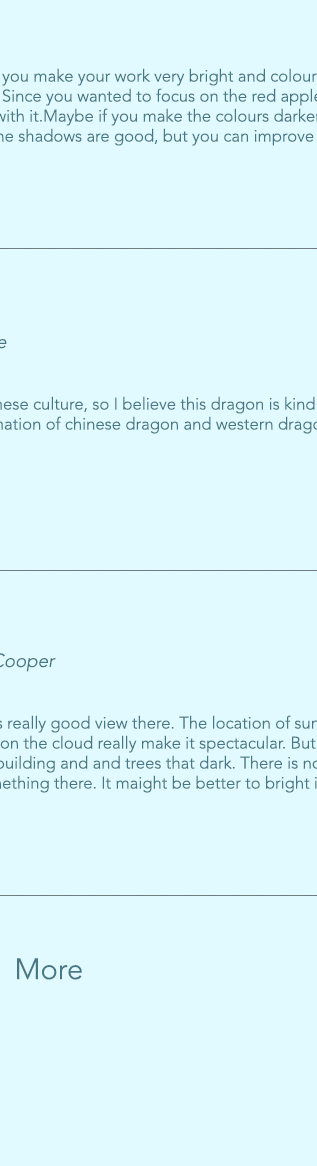 you make your work very bright and colour
Since you wanted to focus on the red apple
with it.Maybe if you make the colours darker
he shadows are good, but you can improve
e
nese culture, so I believe this dragon is kind
nation of chinese dragon and western drago
Cooper
s really good view there. The location of sun
on the cloud really make it spectacular. But
building and and trees that dark. There is no
mething there. It maight be better to bright i
More